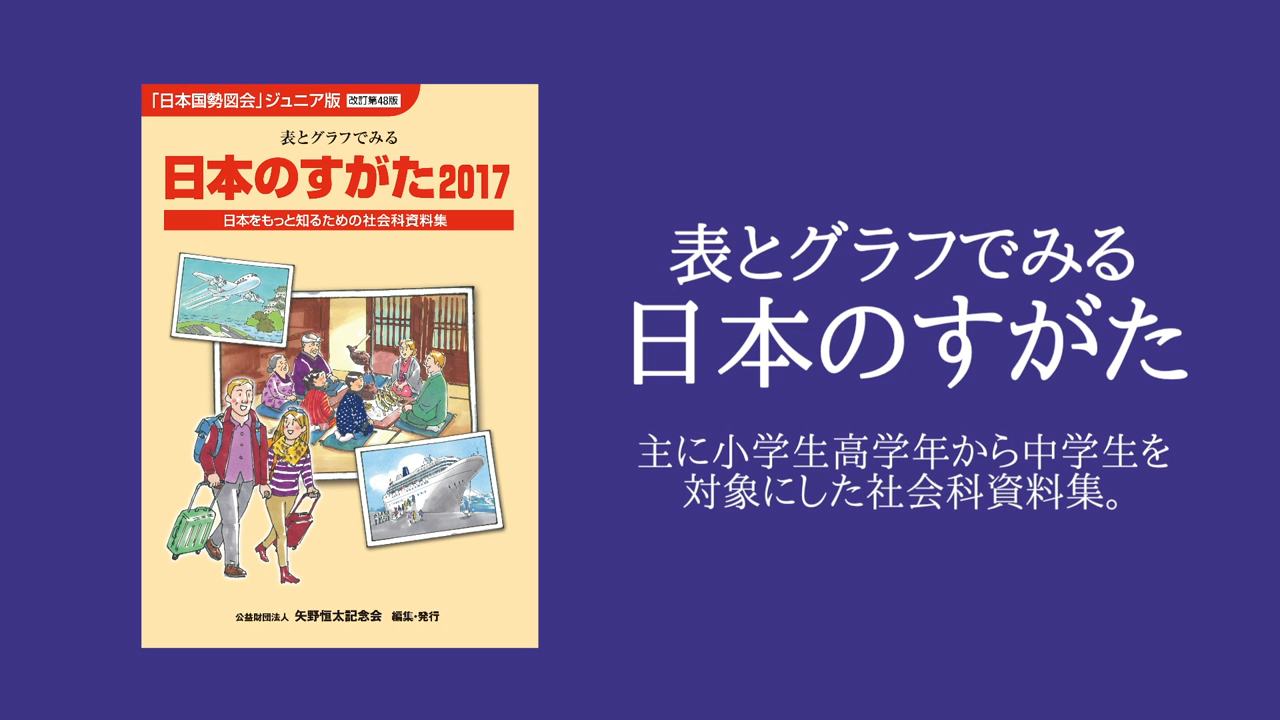 「日本国勢図会」ジュニア版 改訂第48版
表とグラフでみる
日本のすがた2017
日本をもっと知るための社会科資料集
公益財団法人 矢野恒太記念会 編集・発行
表とグラフでみる
日本のすがた
主に小学生高学年から中学生を
対象にした社会科資料集。